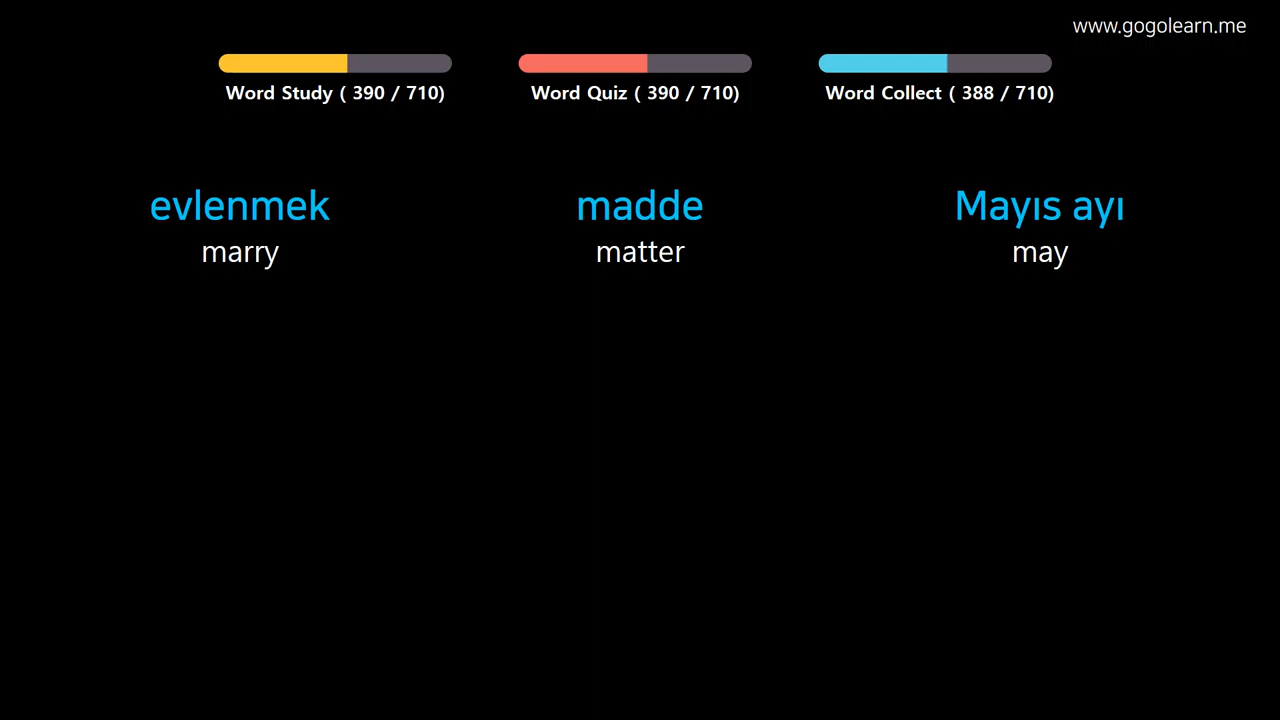 www.gogolearn.me
Word Study ( 390 / 710)
Word Quiz ( 390 / 710)
Word Collect ( 388 / 710)
evlenmek
marry
madde
matter
Mayıs ayı
may